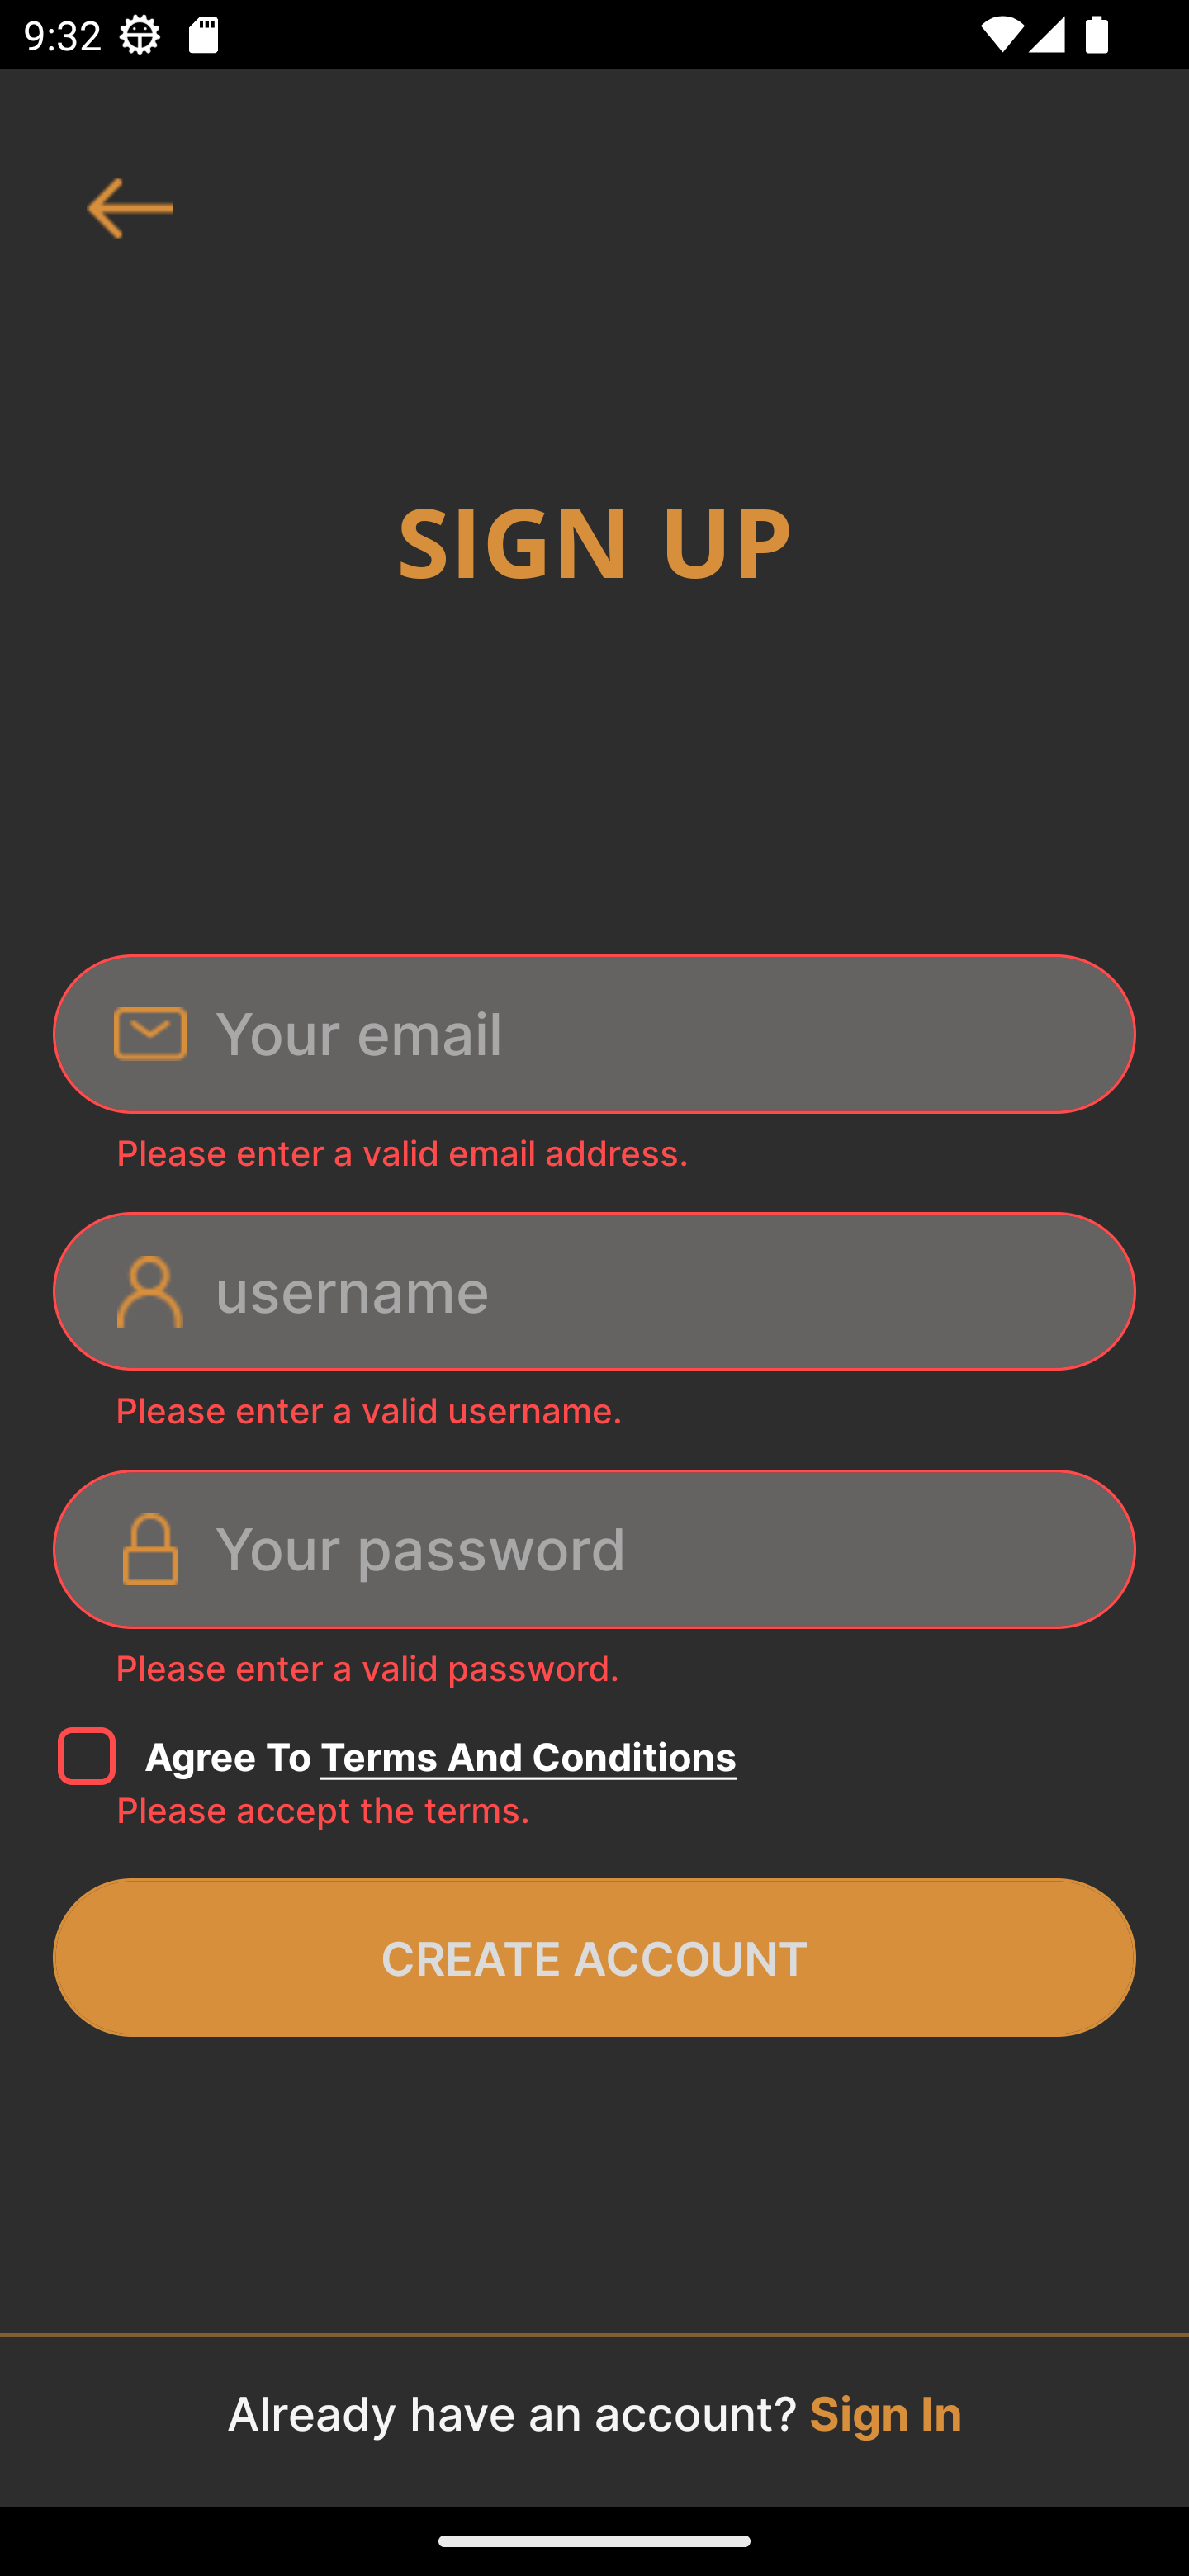 9:32
SIGN UP
Your email
Please enter a valid email address.
username
Please enter a valid username.
Your password
Please enter a valid password.
Agree To Terms And Conditions
Please accept the terms.
CREATE ACCOUNT
Already have an account? Sign In